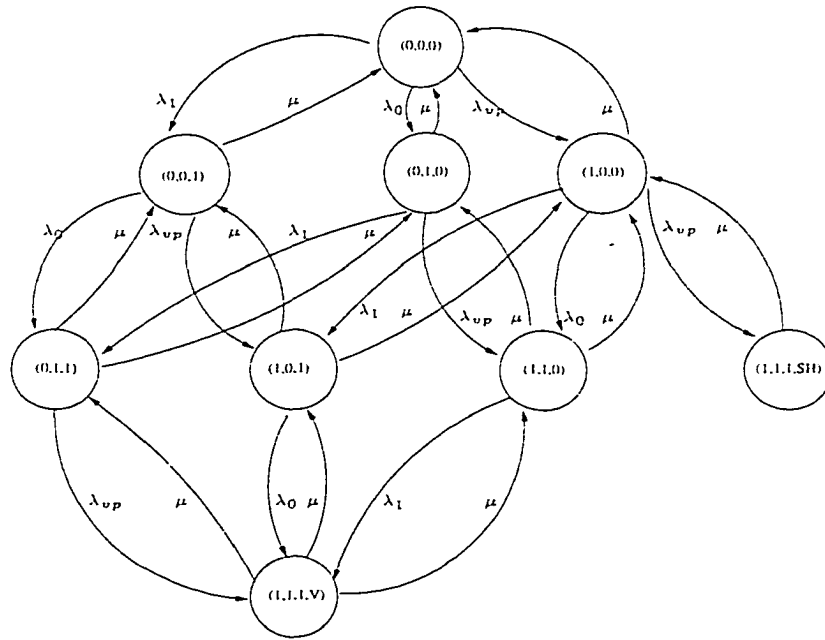 (0,0,0)
λ₁ μ λ₀ μ λᵤₚ μ
(0,0,1) (0,1,0) (1,0,0)
λ₀ μ λᵤₚ μ λ₁ μ λᵤₚ μ
λ₁ μ λᵤₚ μ λ₀ μ
(0,1,1) (1,0,1) (1,1,0) (1,1,1,SH)
λᵤₚ μ λ₀ μ λ₁ μ
(1,1,1,V)